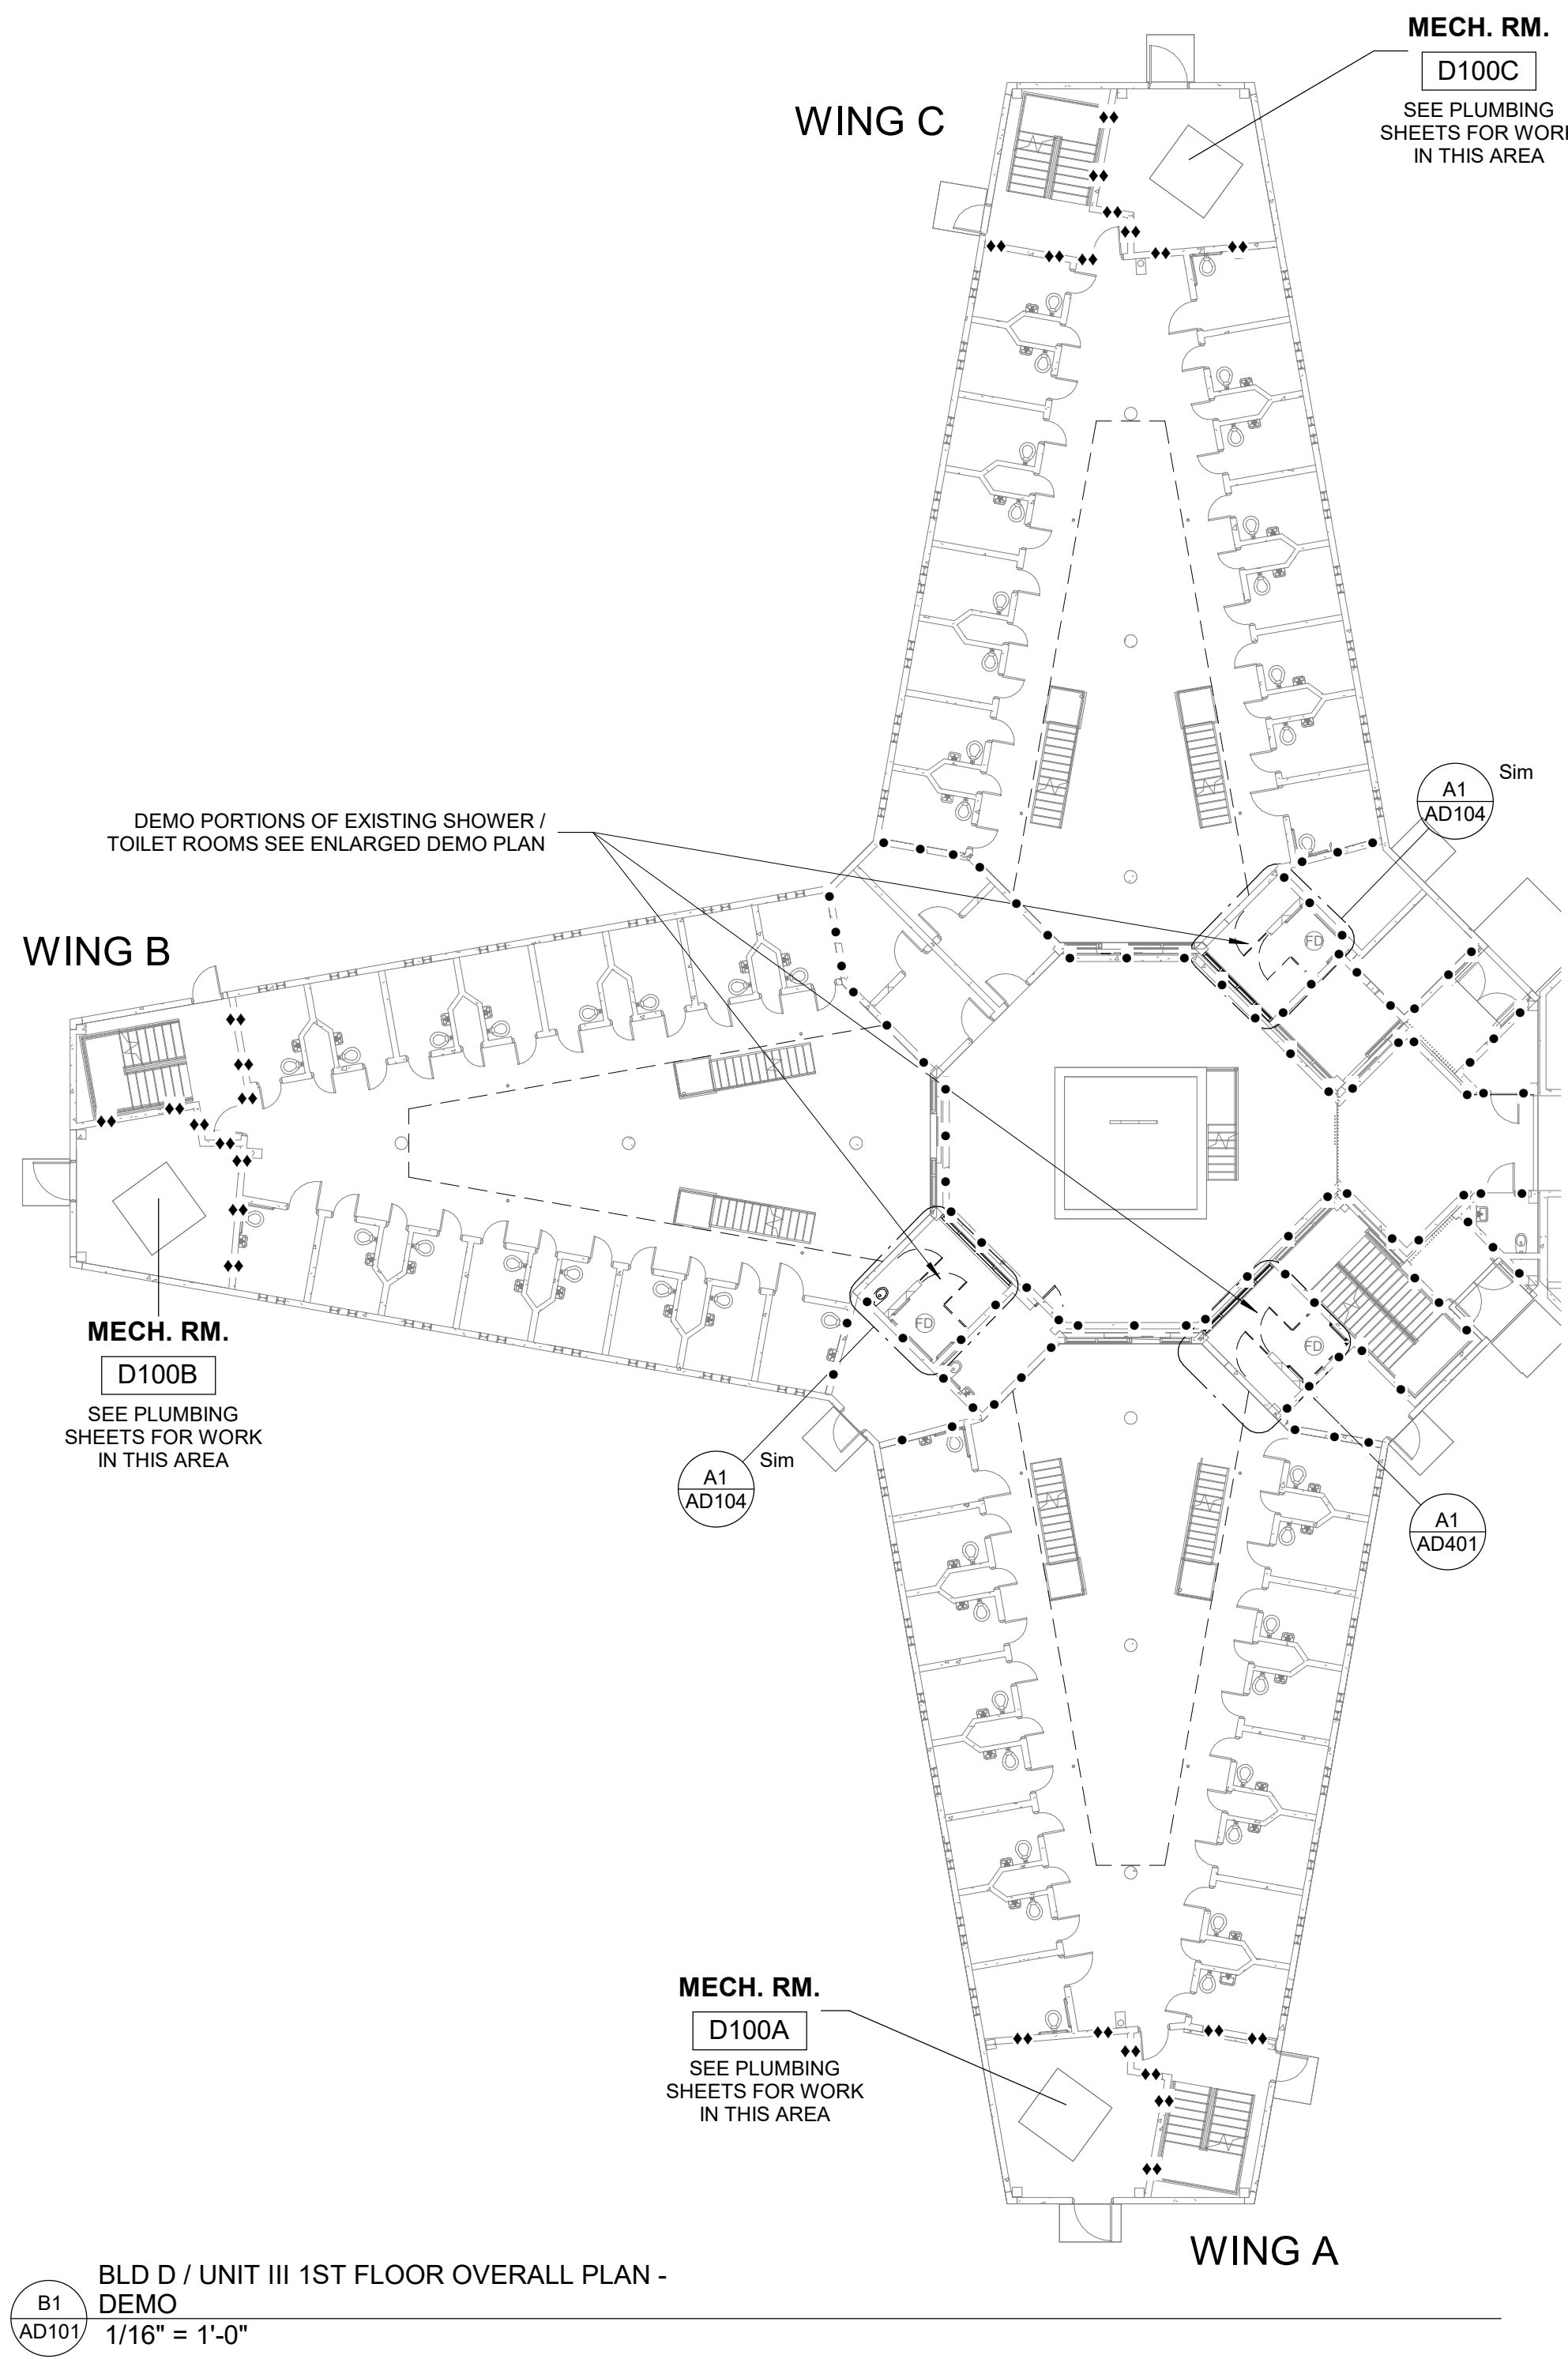 MECH. RM.
D100C
SEE PLUMBING
SHEETS FOR WORK
IN THIS AREA
WING C
A1
AD104
Sim
DEMO PORTIONS OF EXISTING SHOWER /
TOILET ROOMS SEE ENLARGED DEMO PLAN
WING B
FD
MECH. RM.
D100B
SEE PLUMBING
SHEETS FOR WORK
IN THIS AREA
FD
FD
A1
AD104
Sim
A1
AD401
MECH. RM.
D100A
SEE PLUMBING
SHEETS FOR WORK
IN THIS AREA
WING A
B1
AD101
BLD D / UNIT III 1ST FLOOR OVERALL PLAN -
DEMO
1/16" = 1'-0"